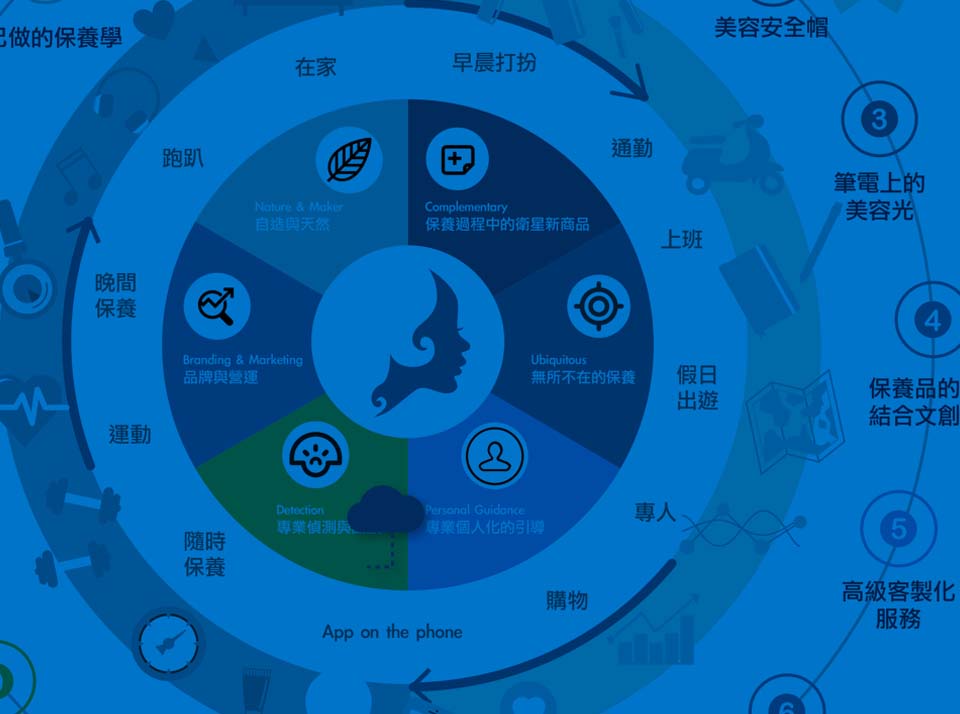 己做的保養學
美容安全帽
在家
早晨打扮
3
跑趴
通勤
筆電上的
美容光
Nature & Maker
自造與天然
Complementary
保養過程中的衛星新商品
上班
晚間
保養
4
Branding & Marketing
品牌與營運
Ubiquitous
無所不在的保養
假日
出遊
保養品的
結合文創
運動
Detection
專業偵測與
Personal Guidance
專業個人化的引導
專人
5
隨時
保養
購物
高級客製化
服務
App on the phone
6